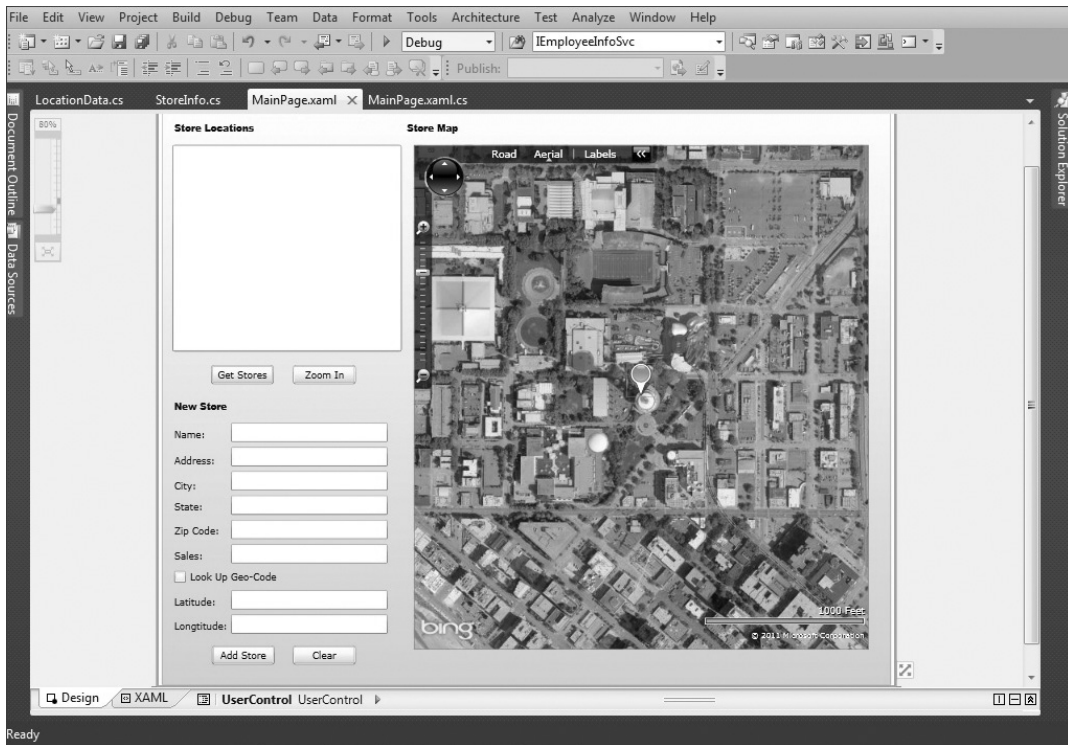 File Edit View Project Build Debug Team Data Format Tools Architecture Test Analyze Window Help
Debug IEmployeeInfoSvc
Publish:
LocationData.cs StoreInfo.cs MainPage.xaml MainPage.xaml.cs
Document Outline
Data Sources
Solution Explorer
80%
Store Locations
Store Map
Road Aerial Labels
Get Stores Zoom In
New Store
Name:
Address:
City:
State:
Zip Code:
Sales:
Look Up Geo-Code
Latitude:
Longtitude:
Add Store Clear
1000 Feet
bing
© 2011 Microsoft Corporation
Design XAML UserControl UserControl
Ready